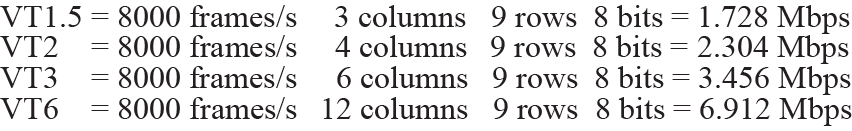 VT1.5 = 8000 frames/s 3 columns 9 rows 8 bits = 1.728 Mbps
VT2 = 8000 frames/s 4 columns 9 rows 8 bits = 2.304 Mbps
VT3 = 8000 frames/s 6 columns 9 rows 8 bits = 3.456 Mbps
VT6 = 8000 frames/s 12 columns 9 rows 8 bits = 6.912 Mbps